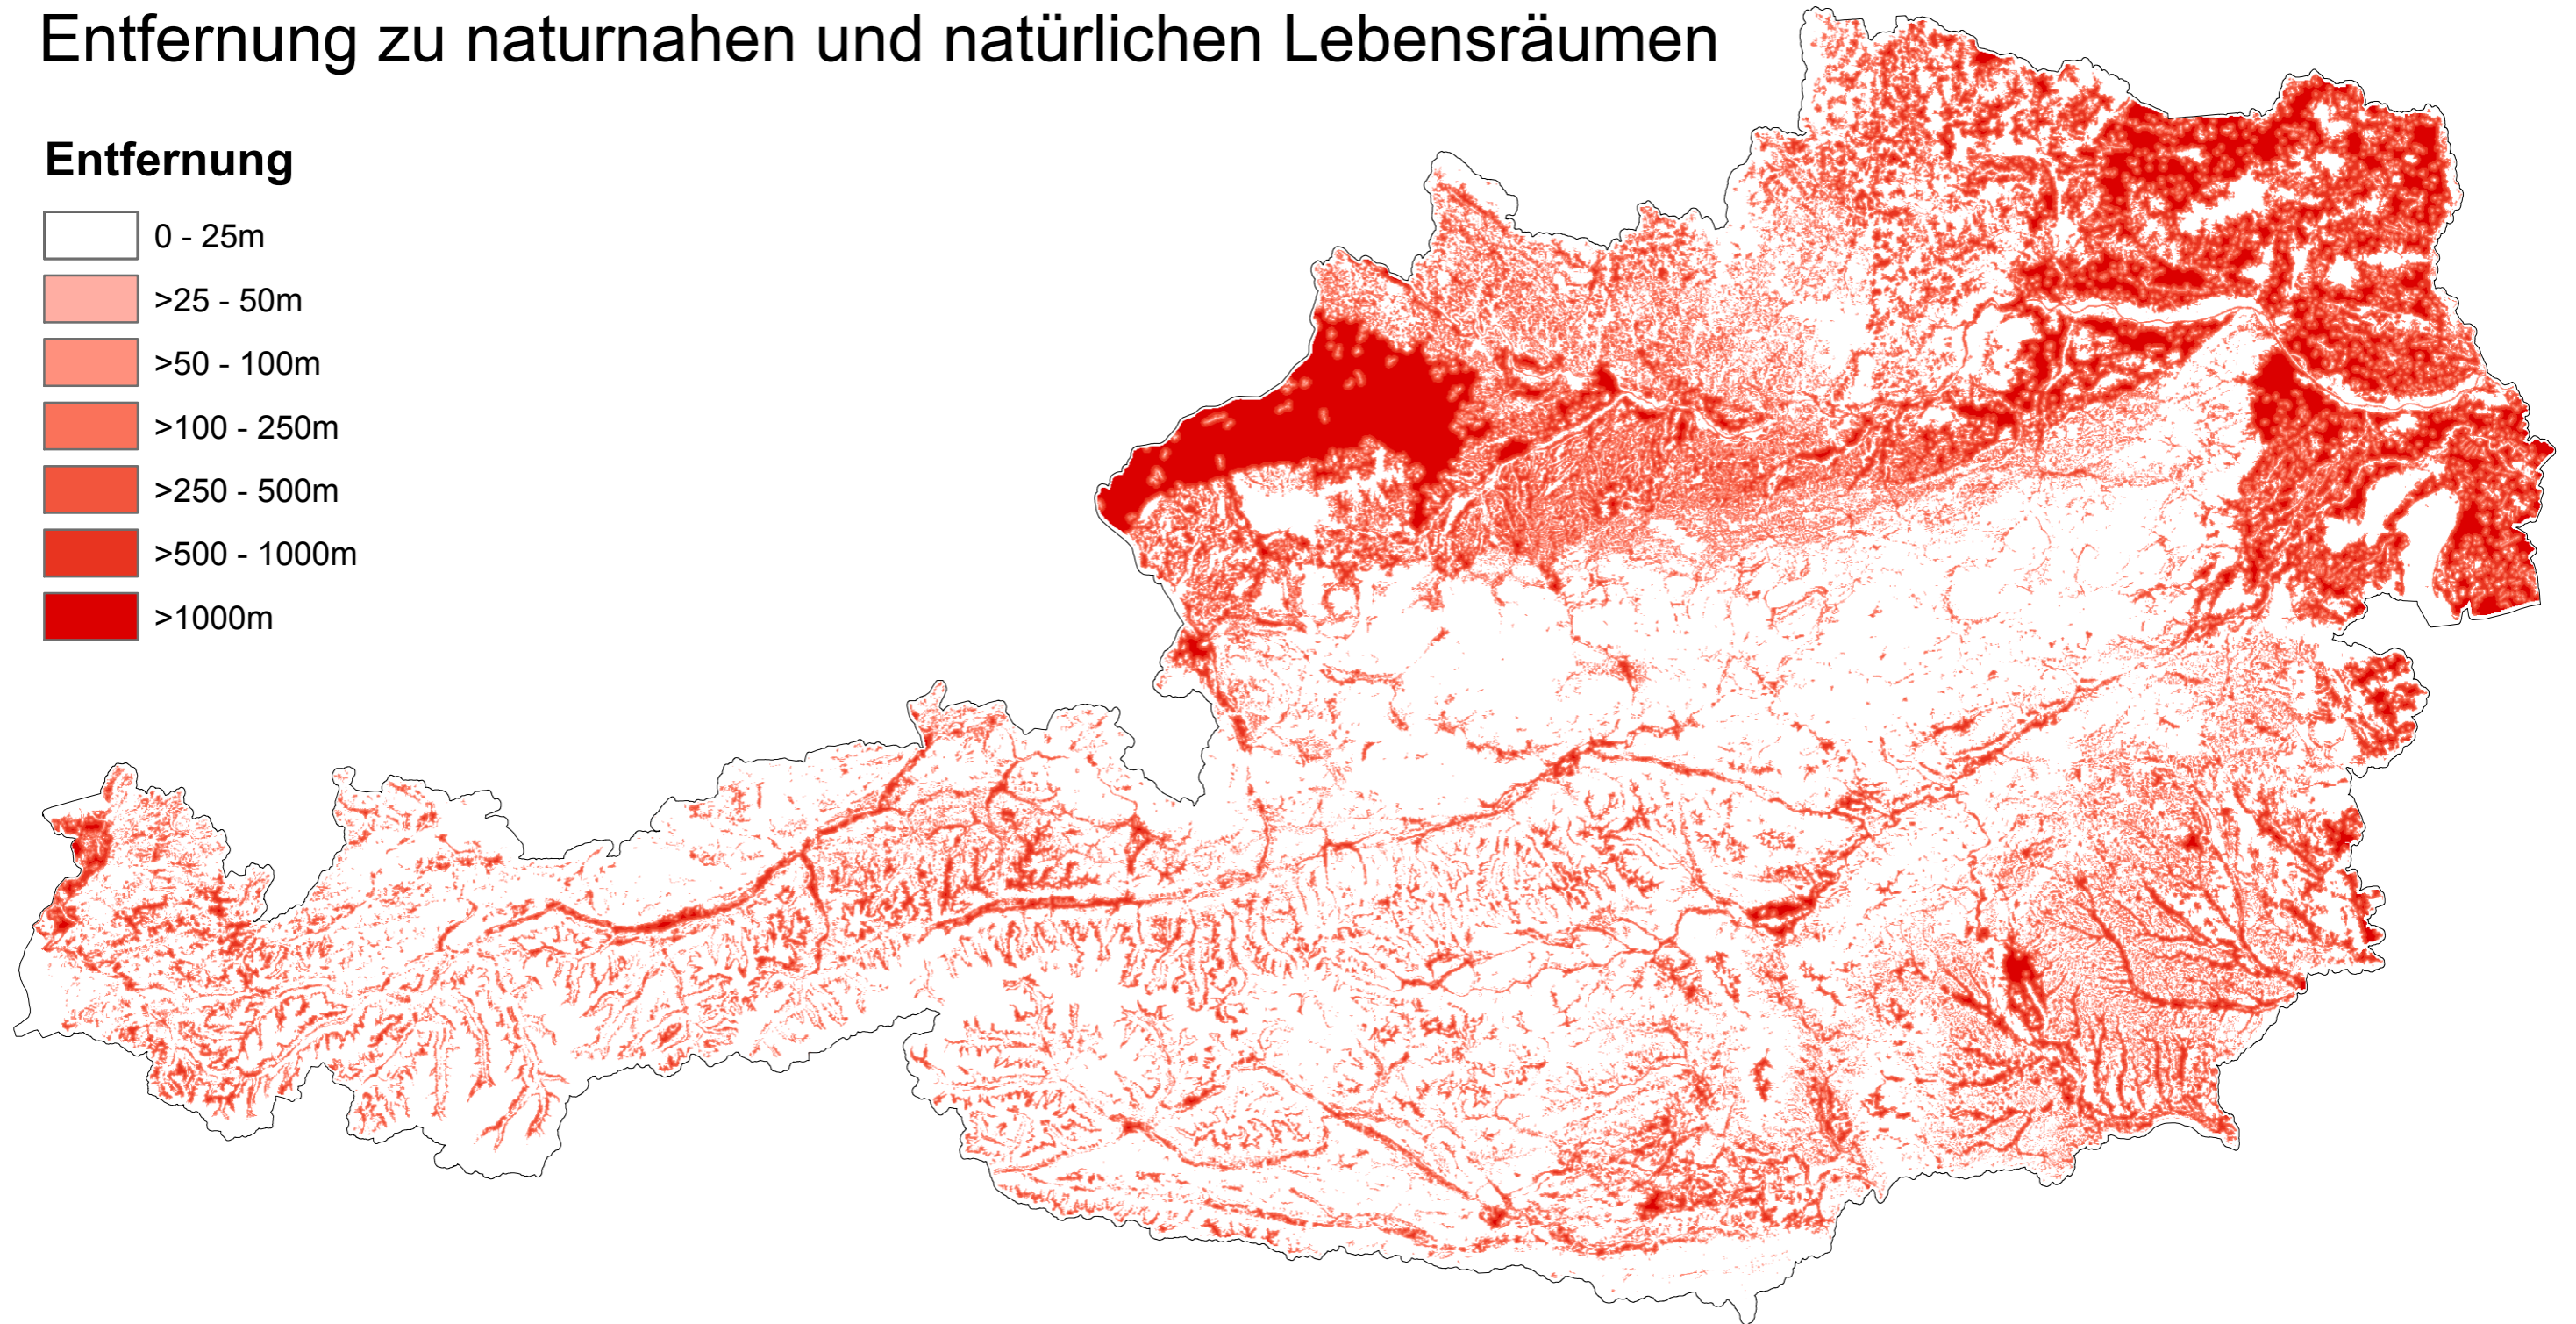 Entfernung zu naturnahen und natürlichen Lebensräumen
Entfernung
0 - 25m
>25 - 50m
>50 - 100m
>100 - 250m
>250 - 500m
>500 - 1000m
>1000m